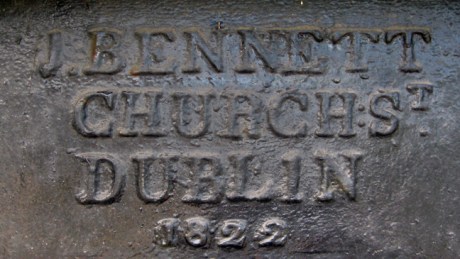 J. BENNETT
CHURCH ST
DUBLIN
1822